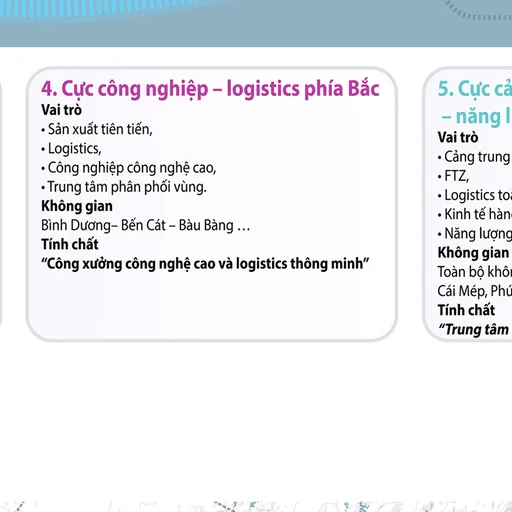 4. Cực công nghiệp – logistics phía Bắc
Vai trò
• Sản xuất tiên tiến,
• Logistics,
• Công nghiệp công nghệ cao,
• Trung tâm phân phối vùng.
Không gian
Bình Dương– Bến Cát – Bàu Bàng …
Tính chất
“Công xưởng công nghệ cao và logistics thông minh”
5. Cực cả
– năng l
Vai trò
• Cảng trung
• FTZ,
• Logistics to
• Kinh tế hàn
• Năng lượng
Không gian
Toàn bộ khôn
Cái Mép, Phú
Tính chất
“Trung tâm